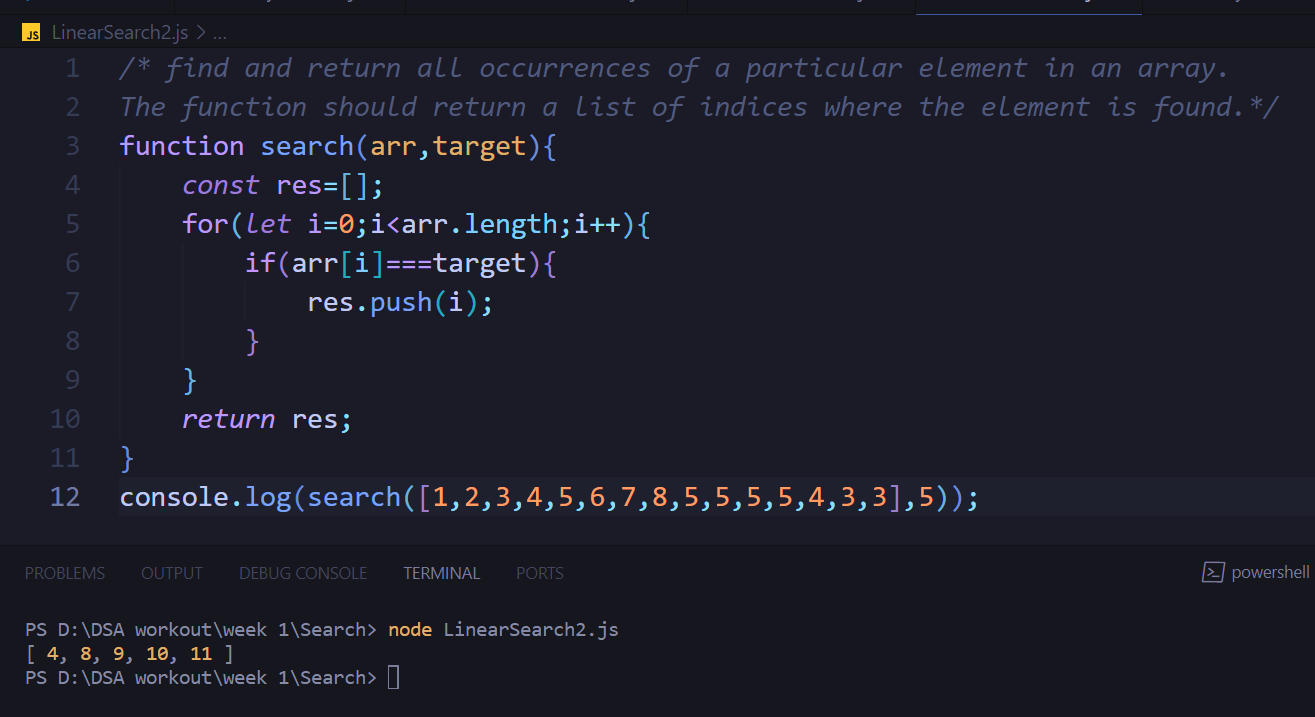 JS LinearSearch2.js > ...
1 /* find and return all occurrences of a particular element in an array.
2 The function should return a list of indices where the element is found.*/
3 function search(arr,target){
4     const res=[];
5     for(let i=0;i<arr.length;i++){
6         if(arr[i]===target){
7             res.push(i);
8         }
9     }
10     return res;
11 }
12 console.log(search([1,2,3,4,5,6,7,8,5,5,5,5,4,3,3],5));
PROBLEMS OUTPUT DEBUG CONSOLE TERMINAL PORTS powershell
PS D:\DSA workout\week 1\Search> node LinearSearch2.js
[ 4, 8, 9, 10, 11 ]
PS D:\DSA workout\week 1\Search>